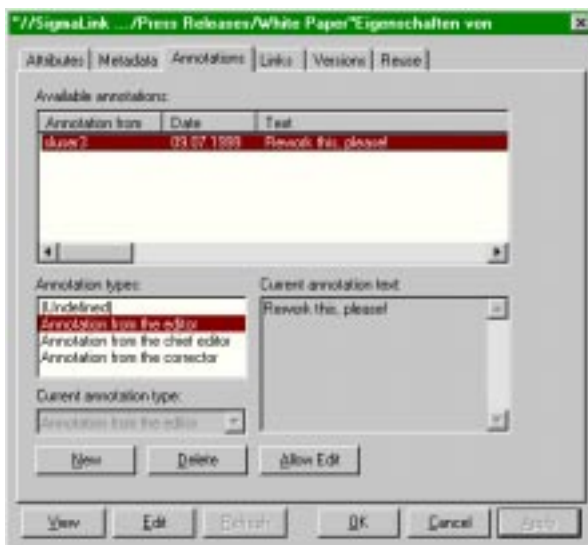 "//SigmaLink .../Press Releases/White Paper"Eigenschaften von
Attributes Metadata Annotations Links Versions Reuse
Available annotations:
Annotation from Date Text
sluser3 09.07.1999 Rework this, please!
Annotation types: Current annotation text
(Undefined) Rework this, please!
Annotation from the editor
Annotation from the chief editor
Annotation from the corrector
Current annotation type:
Annotation from the editor
New Delete Allow Edit
View Edit Refresh OK Cancel Apply